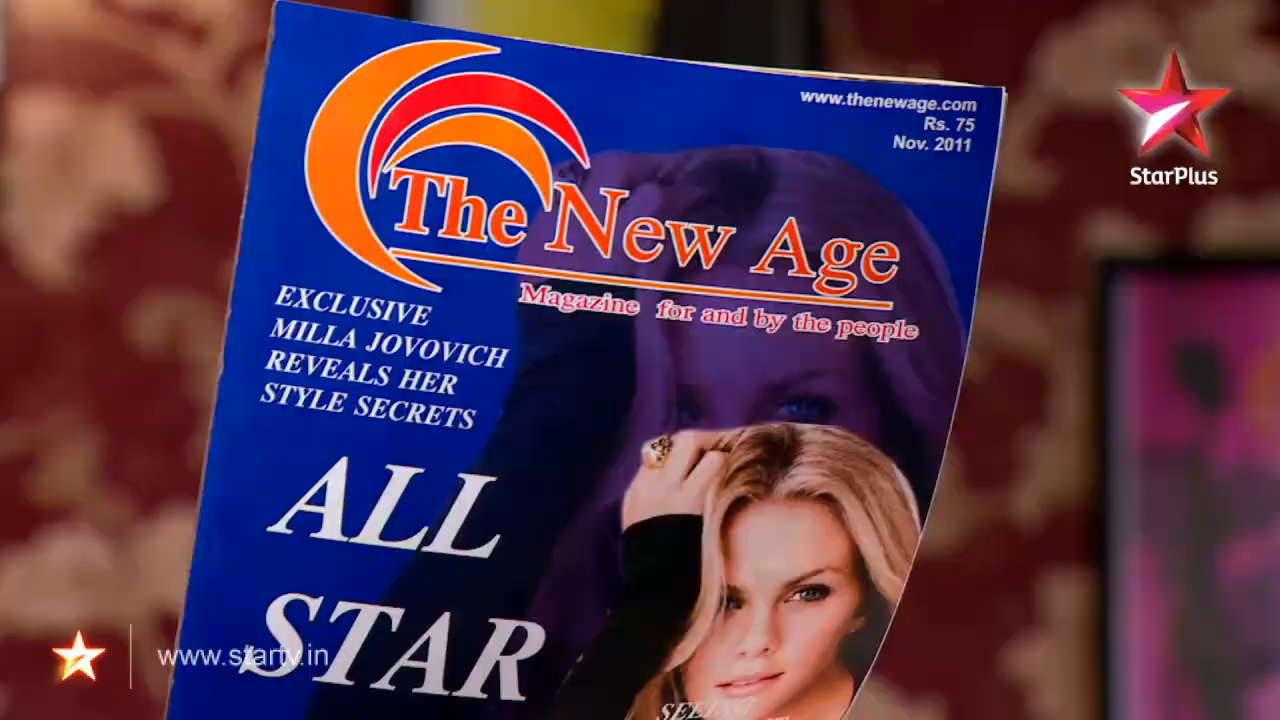 www.thenewage.com
Rs. 75
Nov. 2011
StarPlus
The New Age
Magazine for and by the people
EXCLUSIVE
MILLA JOVOVICH
REVEALS HER
STYLE SECRETS
ALL
STAR
www.startv.in